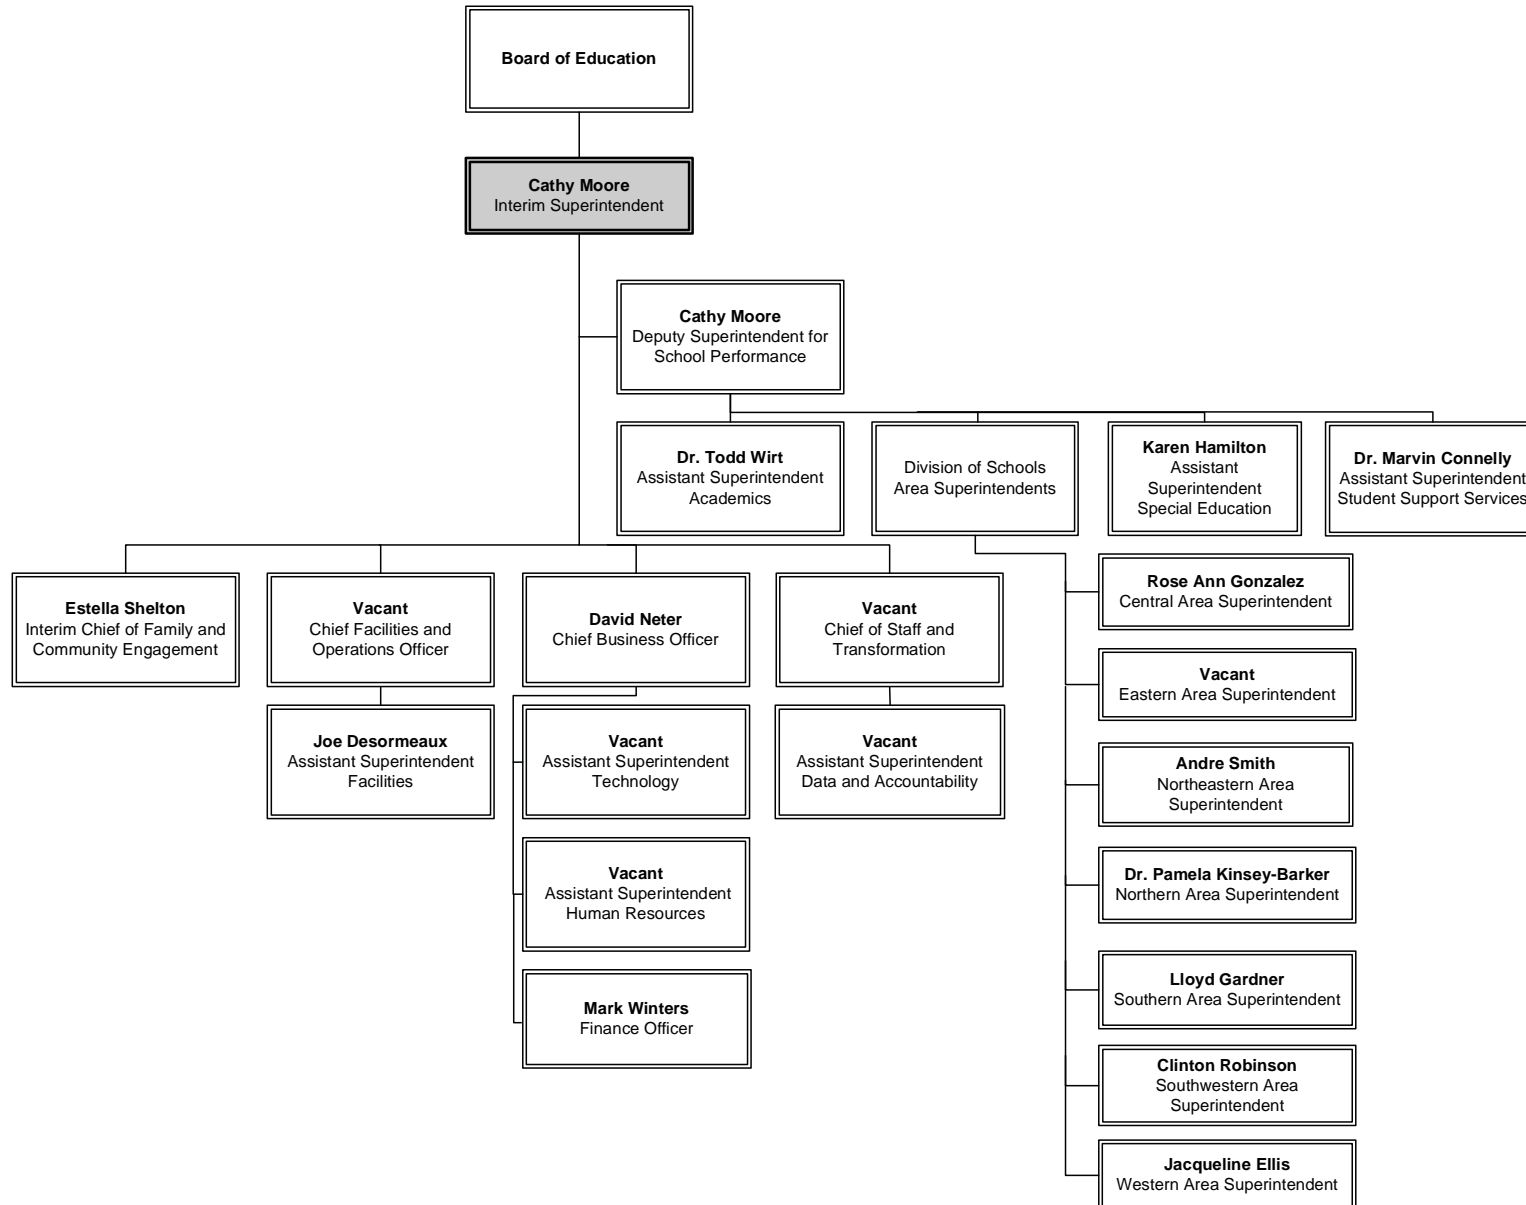 Board of Education
Cathy Moore
Interim Superintendent
Cathy Moore
Deputy Superintendent for
School Performance
Dr. Todd Wirt
Assistant Superintendent
Academics
Division of Schools
Area Superintendents
Karen Hamilton
Assistant
Superintendent
Special Education
Dr. Marvin Connelly
Assistant Superintendent
Student Support Services
Estella Shelton
Interim Chief of Family and
Community Engagement
Vacant
Chief Facilities and
Operations Officer
David Neter
Chief Business Officer
Vacant
Chief of Staff and
Transformation
Joe Desormeaux
Assistant Superintendent
Facilities
Vacant
Assistant Superintendent
Technology
Vacant
Assistant Superintendent
Data and Accountability
Vacant
Assistant Superintendent
Human Resources
Mark Winters
Finance Officer
Rose Ann Gonzalez
Central Area Superintendent
Vacant
Eastern Area Superintendent
Andre Smith
Northeastern Area
Superintendent
Dr. Pamela Kinsey-Barker
Northern Area Superintendent
Lloyd Gardner
Southern Area Superintendent
Clinton Robinson
Southwestern Area
Superintendent
Jacqueline Ellis
Western Area Superintendent